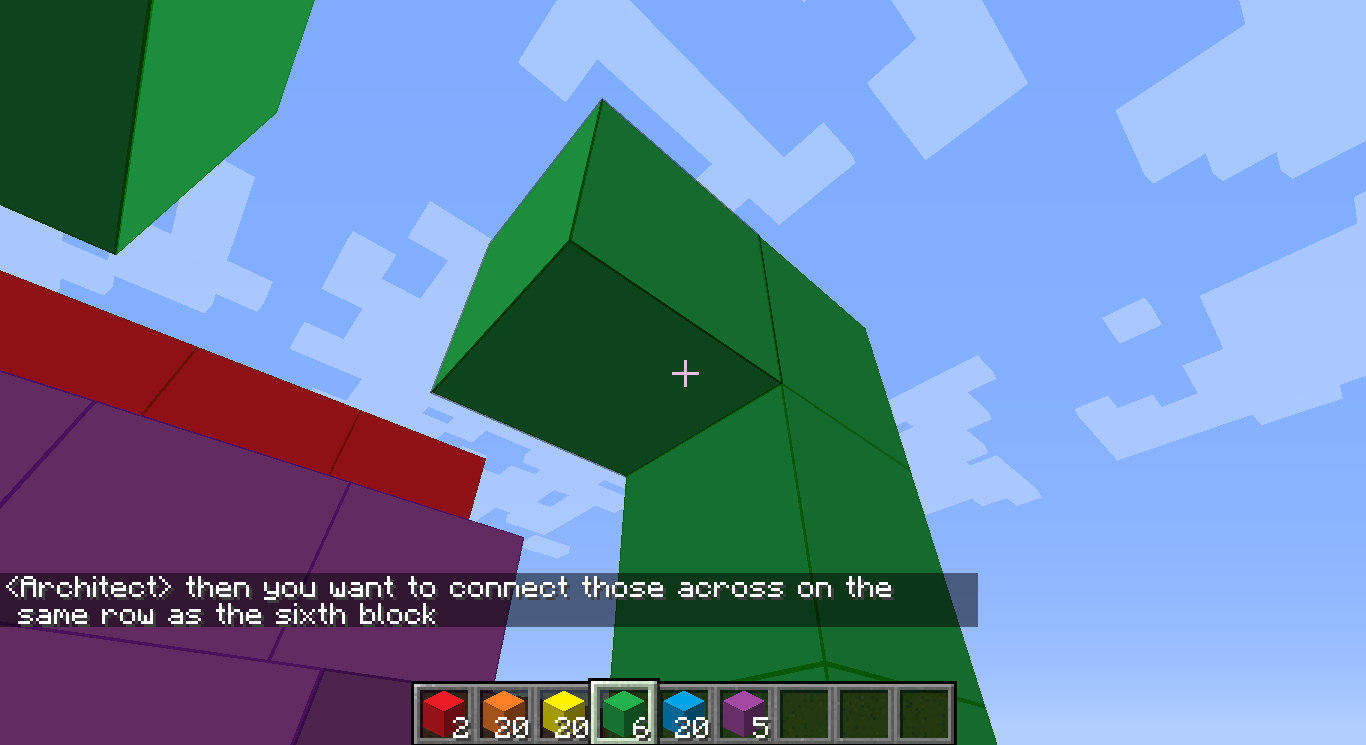 <Architect> then you want to connect those across on the
same row as the sixth block
2 20 20 6 20 5